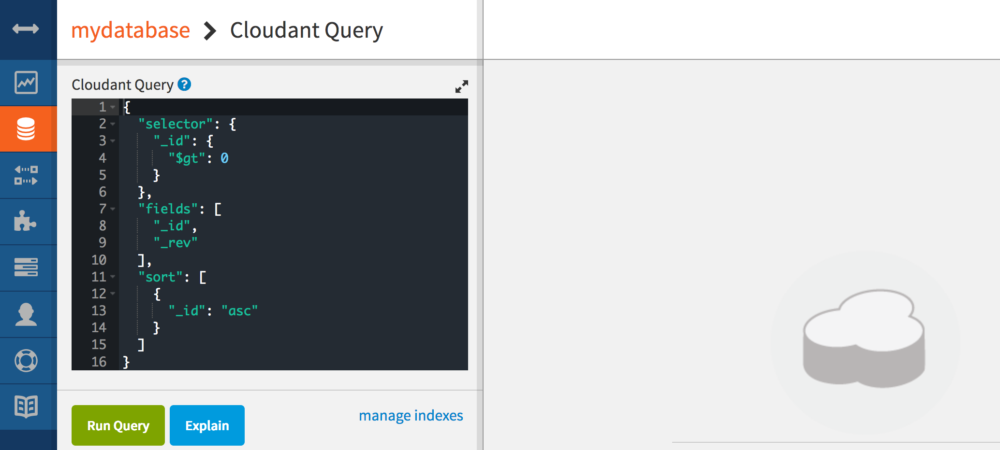 mydatabase > Cloudant Query
Cloudant Query ?
1 {
2   "selector": {
3     "_id": {
4       "$gt": 0
5     }
6   },
7   "fields": [
8     "_id",
9     "_rev"
10   ],
11   "sort": [
12     {
13       "_id": "asc"
14     }
15   ]
16 }
Run Query Explain manage indexes